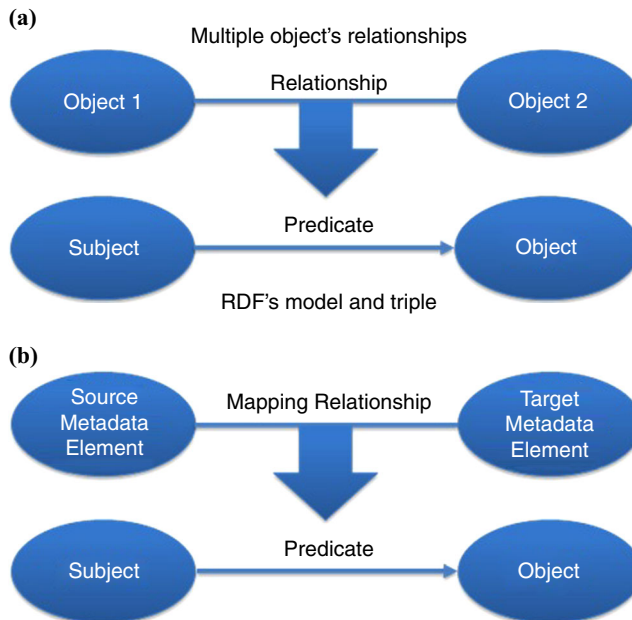 (a)
Multiple object's relationships
Object 1
Relationship
Object 2
Subject
Predicate
Object
RDF's model and triple
(b)
Source
Metadata
Element
Mapping Relationship
Target
Metadata
Element
Subject
Predicate
Object